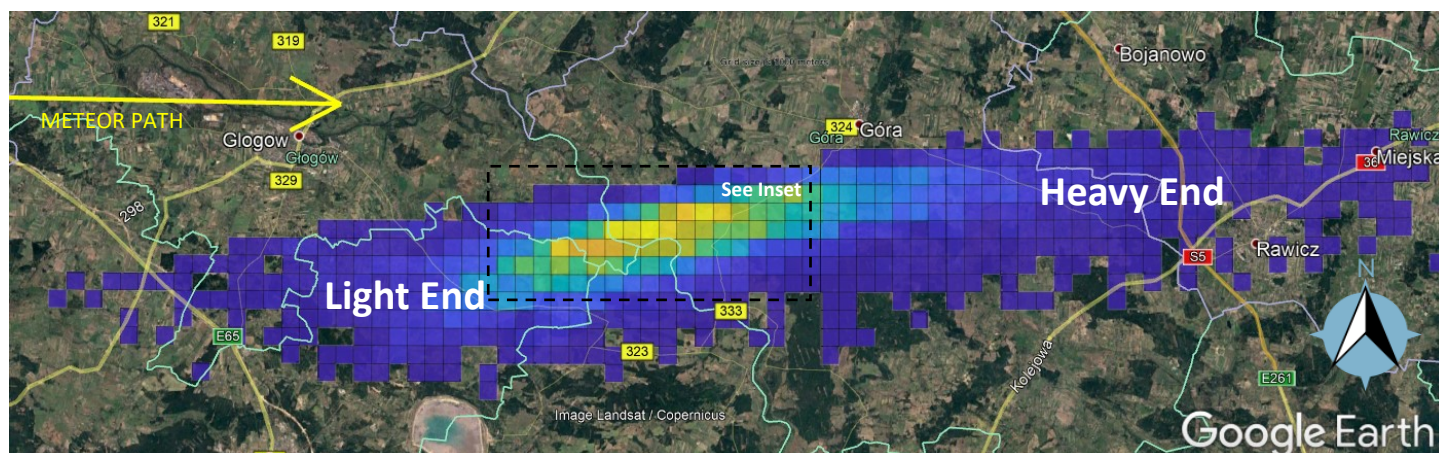 321
319
Bojanowo
METEOR PATH
Glogow
Głogów
324
Góra
Góra
Rawicz
36
Miejska
329
See Inset
Heavy End
298
Rawicz
S5
Light End
N
333
E65
323
Kolejowa
E261
Image Landsat / Copernicus
Google Earth